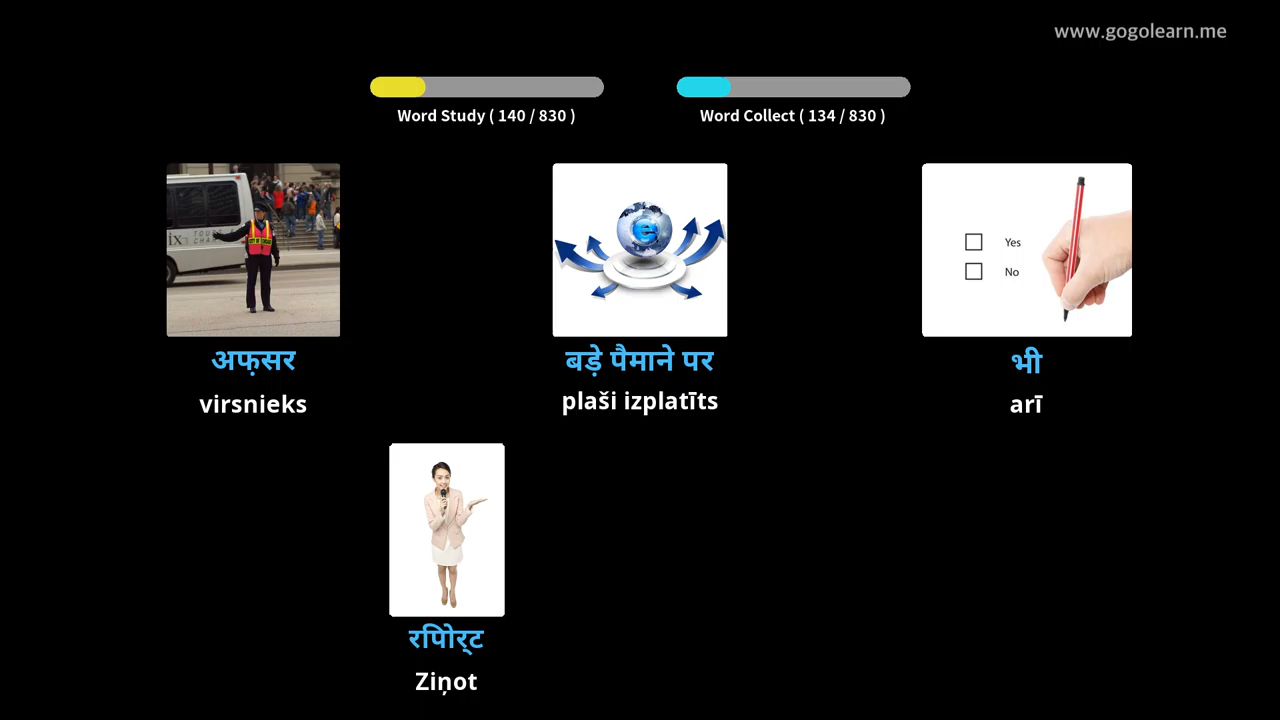 www.gogolearn.me
Word Study ( 140 / 830 )
Word Collect ( 134 / 830 )
Yes
No
अफ़सर
बड़े पैमाने पर
भी
virsnieks
plaši izplatīts
arī
रिपोर्ट
Ziņot